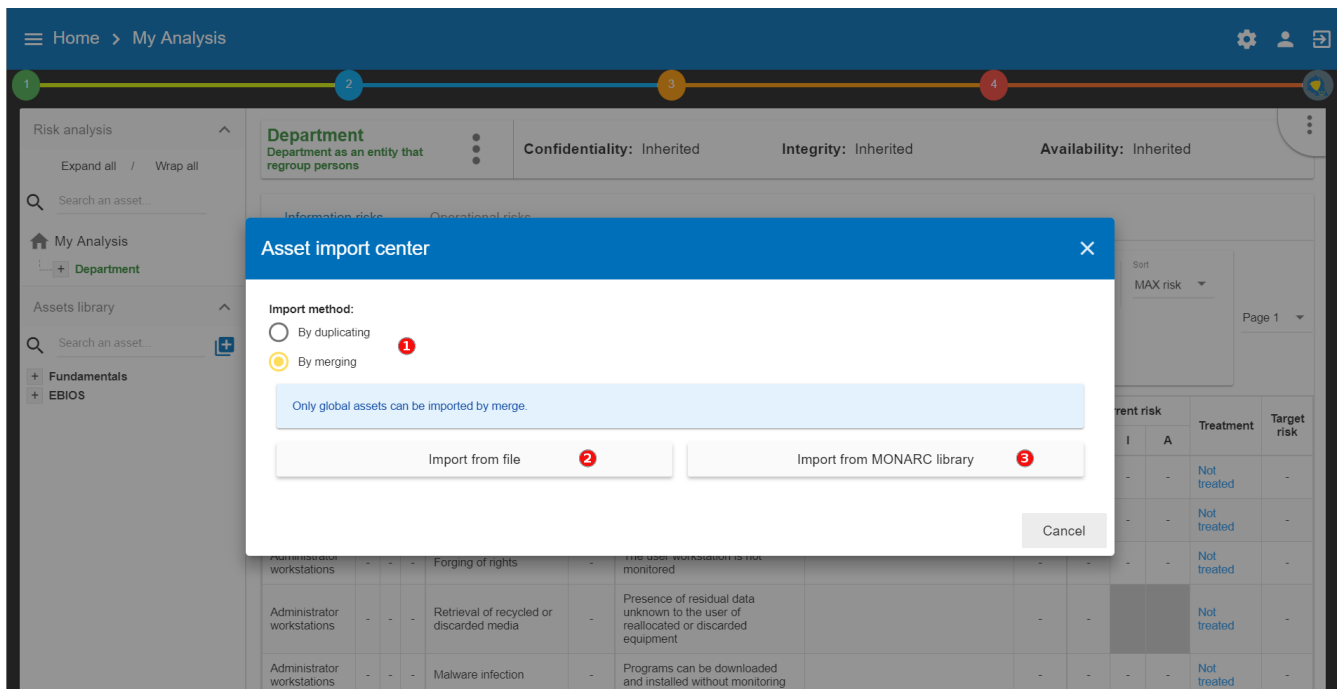 Home > My Analysis
1
2
3
4
Risk analysis
Expand all / Wrap all
Search an asset...
My Analysis
+ Department
Assets library
Search an asset...
+ Fundamentals
+ EBIOS
Department
Department as an entity that
regroup persons
Confidentiality: Inherited
Integrity: Inherited
Availability: Inherited
Information risks
Operational risks
Asset import center
Import method:
By duplicating
1
By merging
Only global assets can be imported by merge.
Import from file 2
Import from MONARC library 3
Cancel
Sort
MAX risk
Page 1
rent risk
Treatment
Target
risk
I A
- - Not
treated -
- - Not
treated -
Administrator
workstations - - - Forging of rights - The user workstation is not
monitored - - - - Not
treated -
Administrator
workstations - - - Retrieval of recycled or
discarded media - Presence of residual data
unknown to the user of
reallocated or discarded
equipment - - Not
treated -
Administrator
workstations - - - Malware infection - Programs can be downloaded
and installed without monitoring - - - - Not
treated -